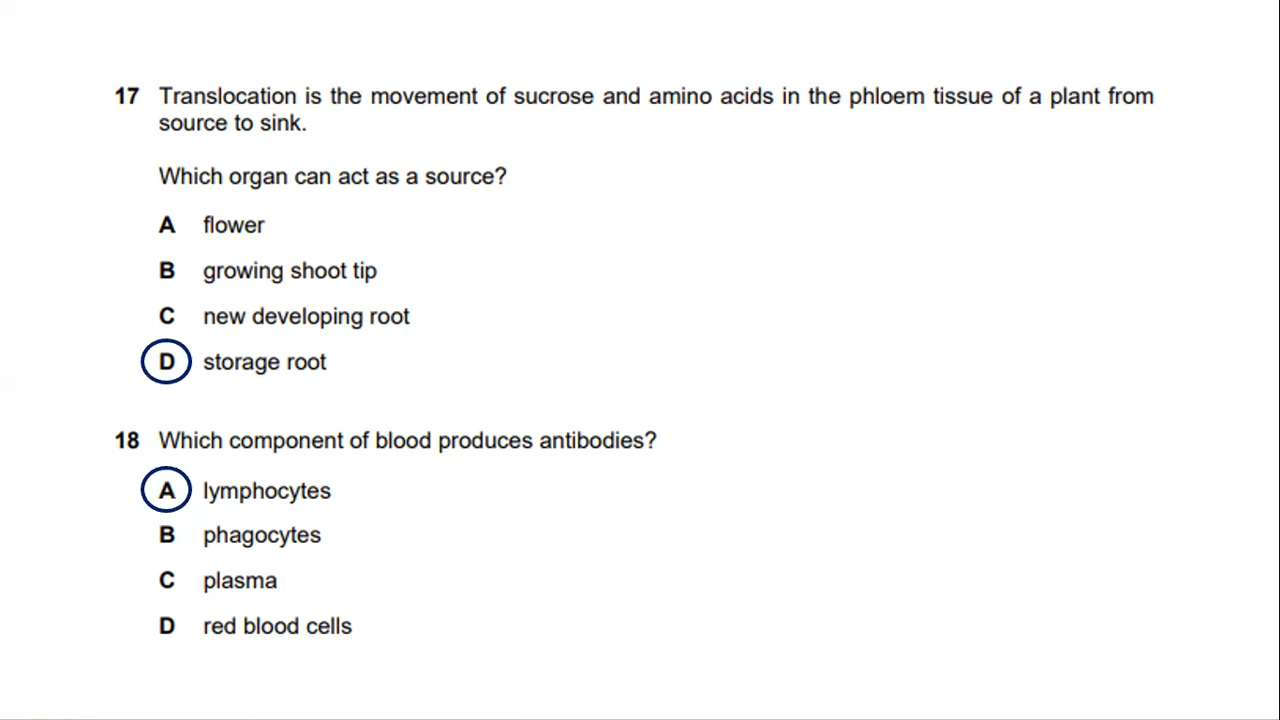 17 Translocation is the movement of sucrose and amino acids in the phloem tissue of a plant from
source to sink.
Which organ can act as a source?
A flower
B growing shoot tip
C new developing root
D storage root
18 Which component of blood produces antibodies?
A lymphocytes
B phagocytes
C plasma
D red blood cells